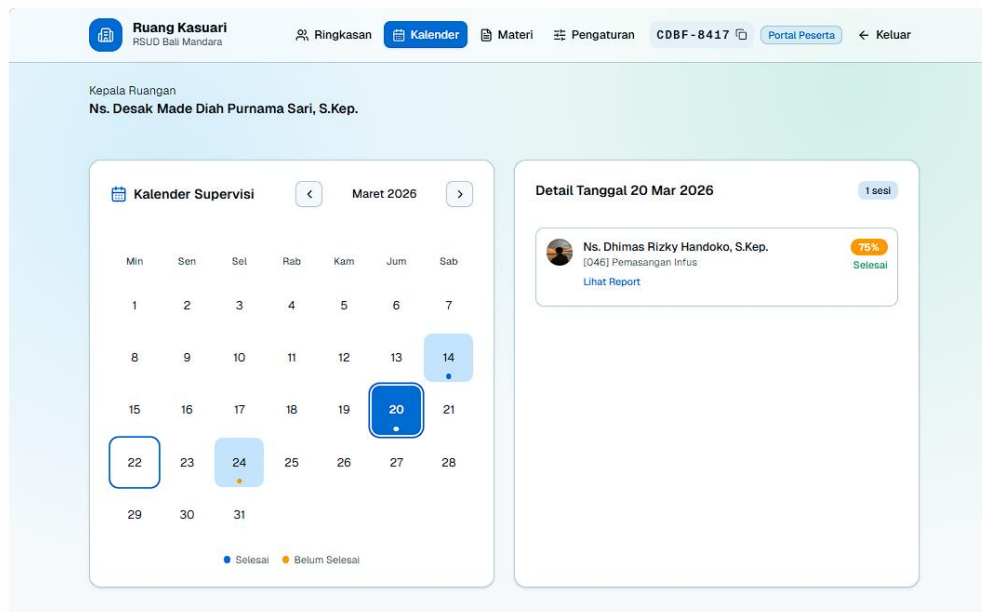 Ruang Kasuari
RSUD Bali Mandara
Ringkasan
Kalender
Materi
Pengaturan
CDBF-8417
Portal Peserta
Keluar
Kepala Ruangan
Ns. Desak Made Diah Purnama Sari, S.Kep.
Kalender Supervisi
Maret 2026
Min Sen Sel Rab Kam Jum Sab
1 2 3 4 5 6 7
8 9 10 11 12 13 14
15 16 17 18 19 20 21
22 23 24 25 26 27 28
29 30 31
Selesai Belum Selesai
Detail Tanggal 20 Mar 2026
1 sesi
Ns. Dhimas Rizky Handoko, S.Kep.
75%
[046] Pemasangan Infus
Selesai
Lihat Report